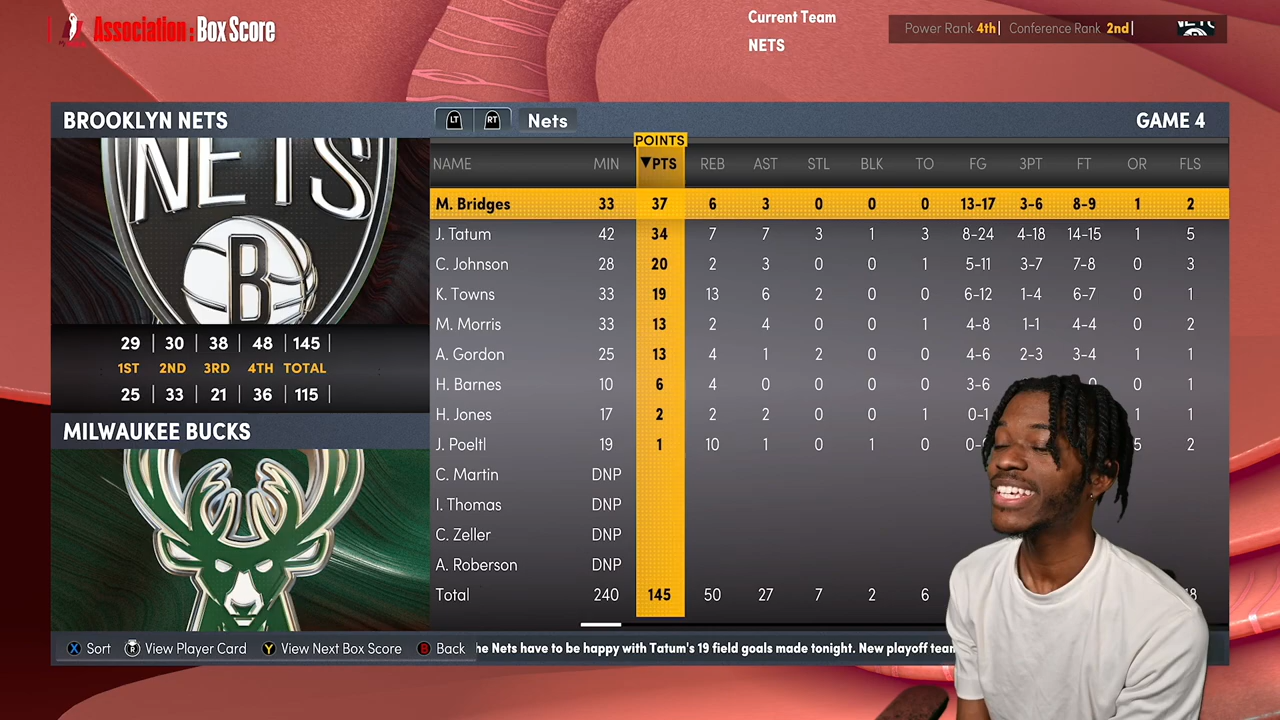 Association : Box Score
Current Team
NETS
Power Rank 4th| Conference Rank 2nd|
BROOKLYN NETS
LT RT Nets
GAME 4
NETS
B
POINTS
NAME MIN ▼PTS REB AST STL BLK TO FG 3PT FT OR FLS
M. Bridges 33 37 6 3 0 0 0 13-17 3-6 8-9 1 2
J. Tatum 42 34 7 7 3 1 3 8-24 4-18 14-15 1 5
C. Johnson 28 20 2 3 0 0 1 5-11 3-7 7-8 0 3
K. Towns 33 19 13 6 2 0 0 6-12 1-4 6-7 0 1
M. Morris 33 13 2 4 0 0 1 4-8 1-1 4-4 0 2
A. Gordon 25 13 4 1 2 0 0 4-6 2-3 3-4 1 1
H. Barnes 10 6 4 0 0 0 0 3-6 0 0 1
H. Jones 17 2 2 2 0 0 1 0-1 1 1
J. Poeltl 19 1 10 1 0 1 0 0- 5 2
C. Martin DNP
I. Thomas DNP
C. Zeller DNP
A. Roberson DNP
Total 240 145 50 27 7 2 6 8
29 | 30 | 38 | 48 | 145 |
1ST 2ND 3RD 4TH TOTAL
25 | 33 | 21 | 36 | 115 |
MILWAUKEE BUCKS
X Sort R View Player Card Y View Next Box Score B Back
he Nets have to be happy with Tatum's 19 field goals made tonight. New playoff tean